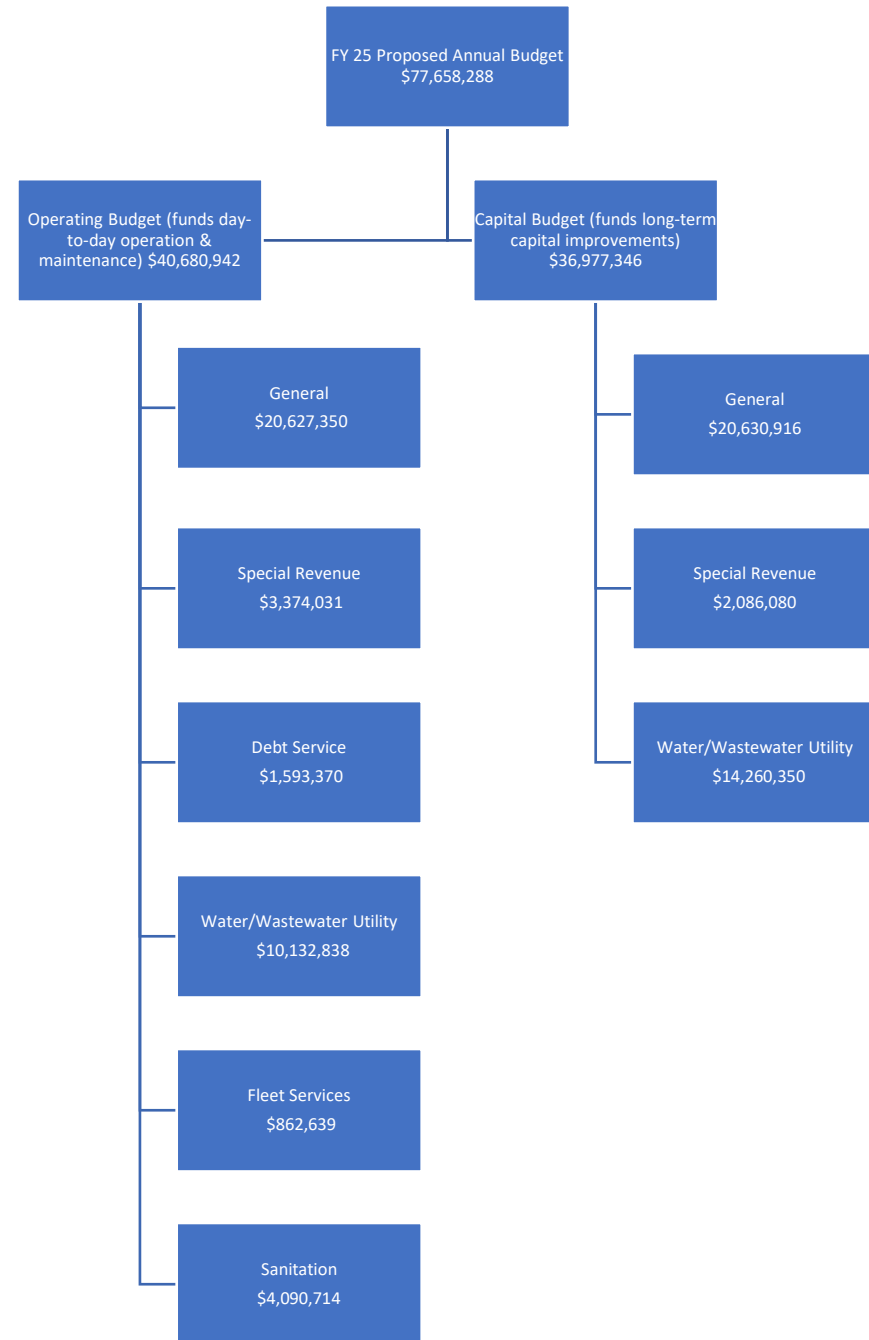 FY 25 Proposed Annual Budget
$77,658,288
Operating Budget (funds day-
to-day operation &
maintenance) $40,680,942
Capital Budget (funds long-term
capital improvements)
$36,977,346
General
$20,627,350
Special Revenue
$3,374,031
Debt Service
$1,593,370
Water/Wastewater Utility
$10,132,838
Fleet Services
$862,639
Sanitation
$4,090,714
General
$20,630,916
Special Revenue
$2,086,080
Water/Wastewater Utility
$14,260,350